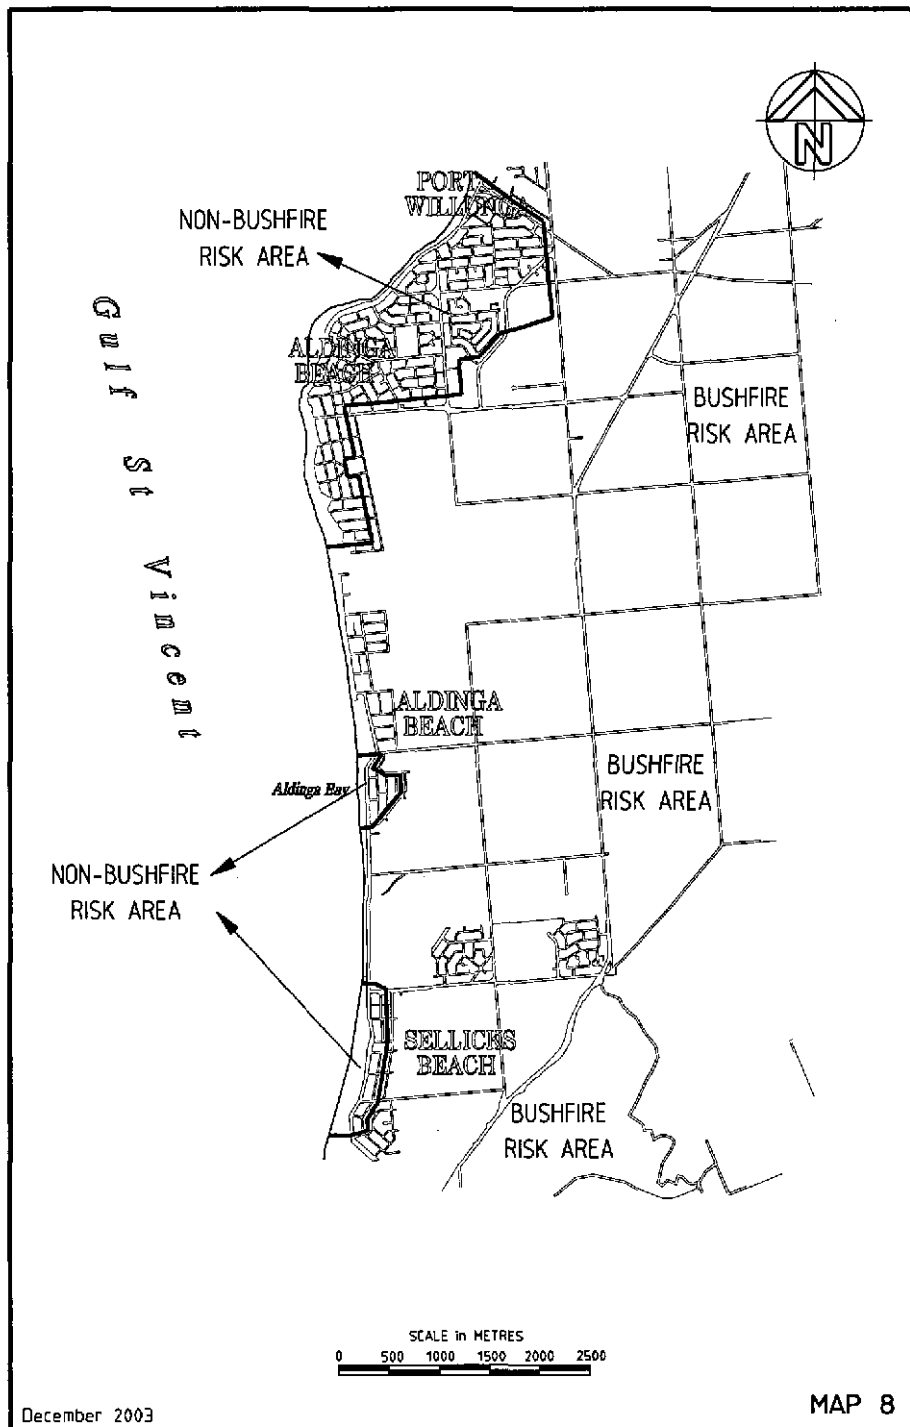 N
PORT
WILLUNGA
NON-BUSHFIRE
RISK AREA
Gulf St Vincent
ALDINGA
BEACH
BUSHFIRE
RISK AREA
ALDINGA
BEACH
BUSHFIRE
RISK AREA
Aldinga Bay
NON-BUSHFIRE
RISK AREA
SELLICKS
BEACH
BUSHFIRE
RISK AREA
SCALE in METRES
0 500 1000 1500 2000 2500
December 2003
MAP 8